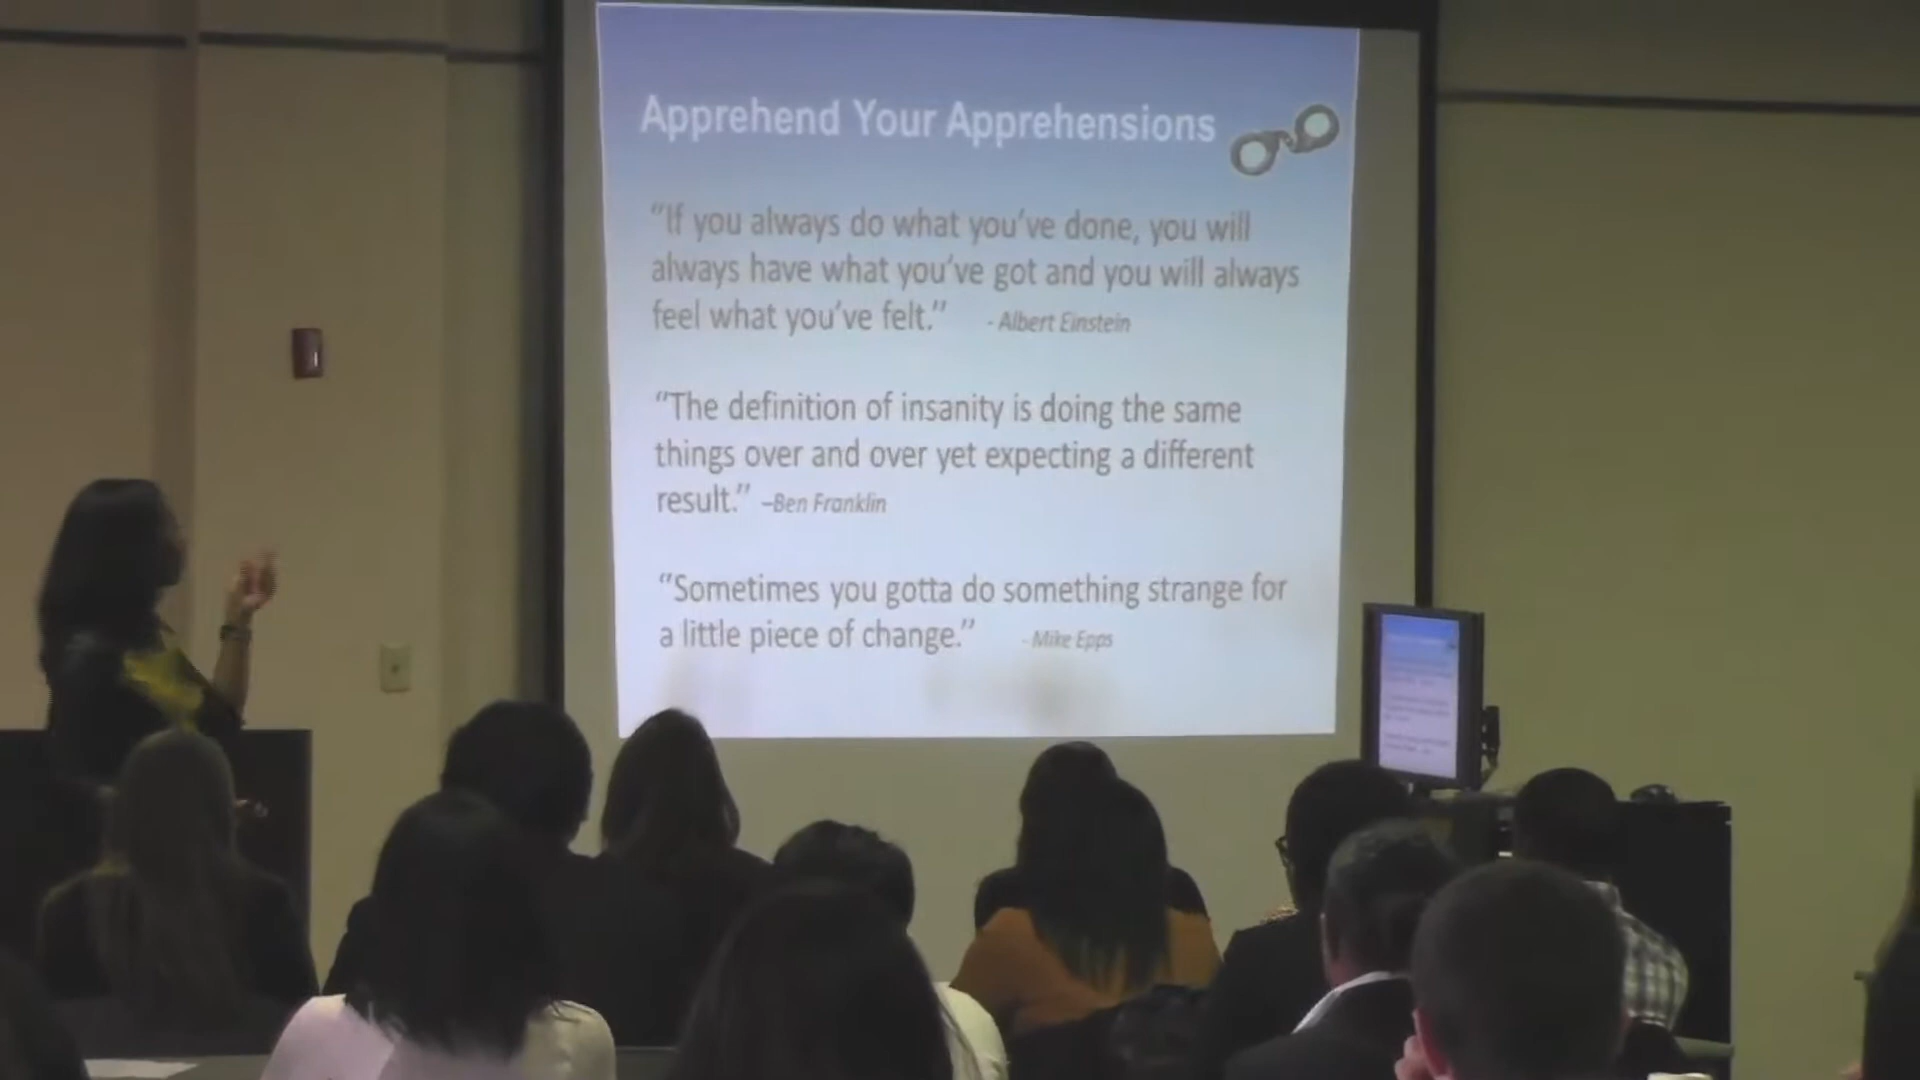 Apprehend Your Apprehensions
“If you always do what you’ve done, you will
always have what you’ve got and you will always
feel what you’ve felt.” - Albert Einstein
“The definition of insanity is doing the same
things over and over yet expecting a different
result.” –Ben Franklin
“Sometimes you gotta do something strange for
a little piece of change.” - Mike Epps